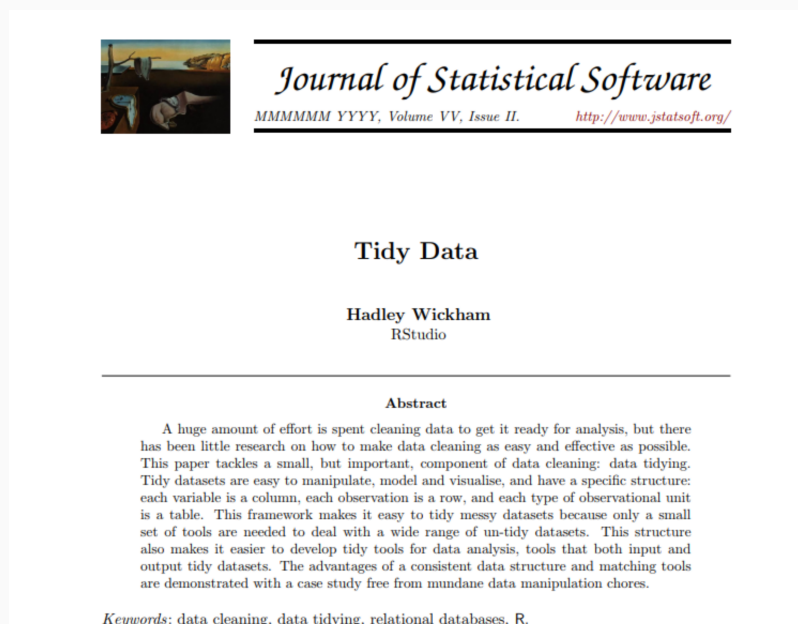 Journal of Statistical Software
MMMMMM YYYY, Volume VV, Issue II.
http://www.jstatsoft.org/
Tidy Data
Hadley Wickham
RStudio
Abstract
A huge amount of effort is spent cleaning data to get it ready for analysis, but there
has been little research on how to make data cleaning as easy and effective as possible.
This paper tackles a small, but important, component of data cleaning: data tidying.
Tidy datasets are easy to manipulate, model and visualise, and have a specific structure:
each variable is a column, each observation is a row, and each type of observational unit
is a table. This framework makes it easy to tidy messy datasets because only a small
set of tools are needed to deal with a wide range of un-tidy datasets. This structure
also makes it easier to develop tidy tools for data analysis, tools that both input and
output tidy datasets. The advantages of a consistent data structure and matching tools
are demonstrated with a case study free from mundane data manipulation chores.
Keywords: data cleaning, data tidying, relational databases, R.